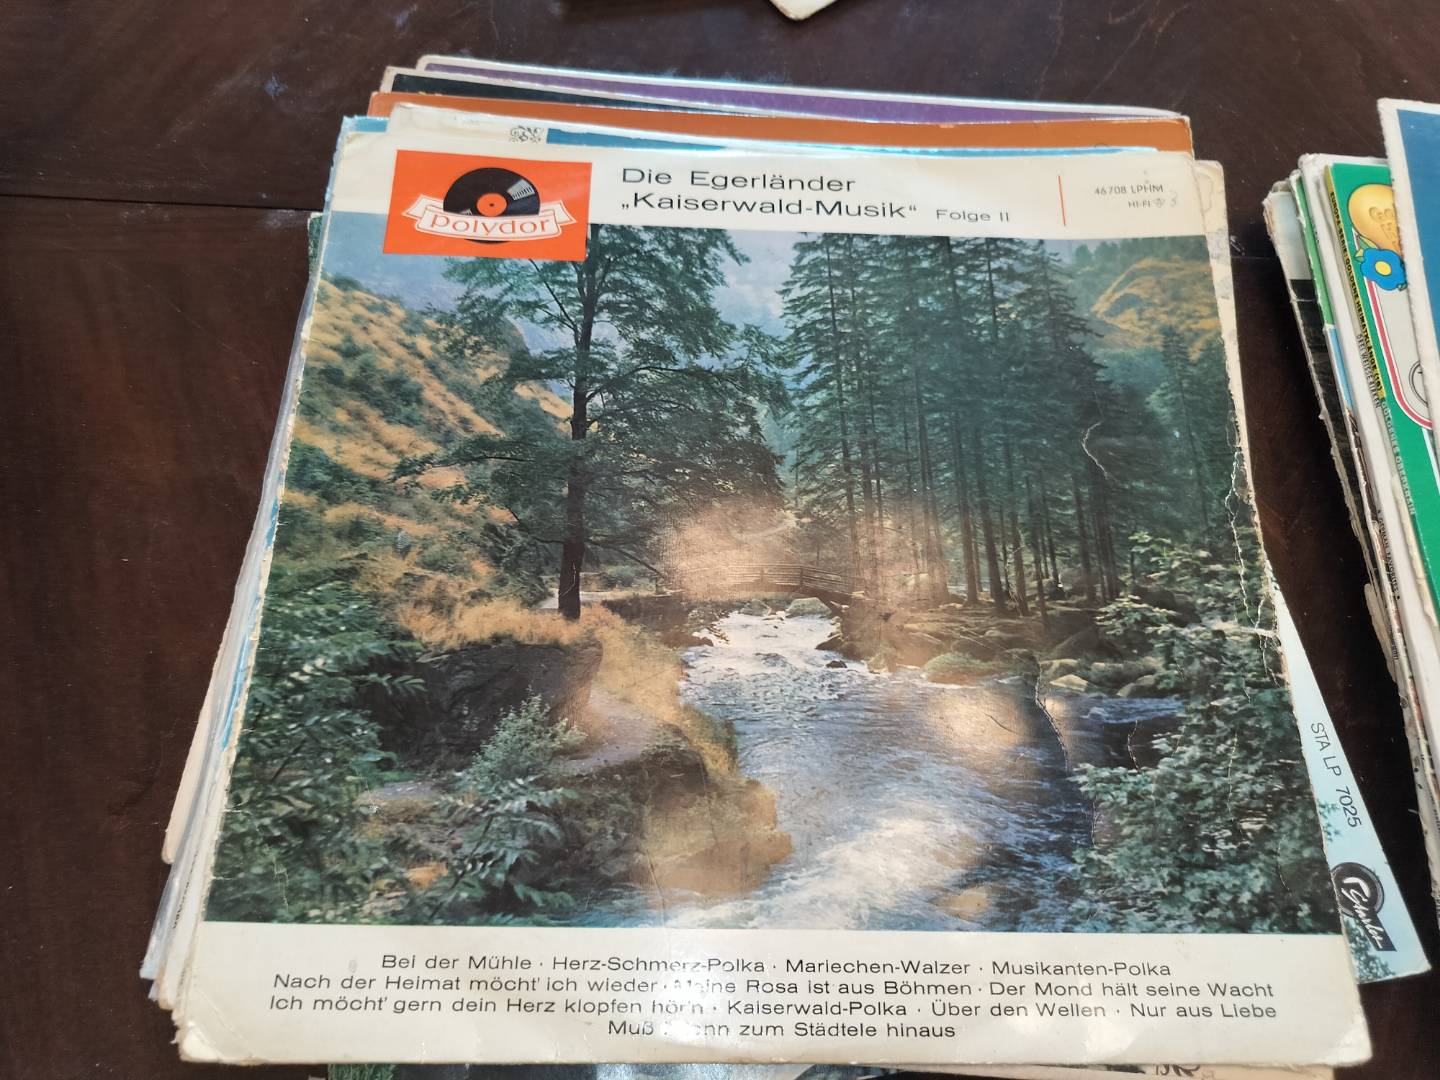 polydor
Die Egerländer
„Kaiserwald-Musik“ Folge II
46708 LPHM
HI-FI
Bei der Mühle · Herz-Schmerz-Polka · Mariechen-Walzer · Musikanten-Polka
Nach der Heimat möcht' ich wieder · Meine Rosa ist aus Böhmen · Der Mond hält seine Wacht
Ich möcht' gern dein Herz klopfen hör'n · Kaiserwald-Polka · Über den Wellen · Nur aus Liebe
Muß zum Städtele hinaus
STA LP 7025